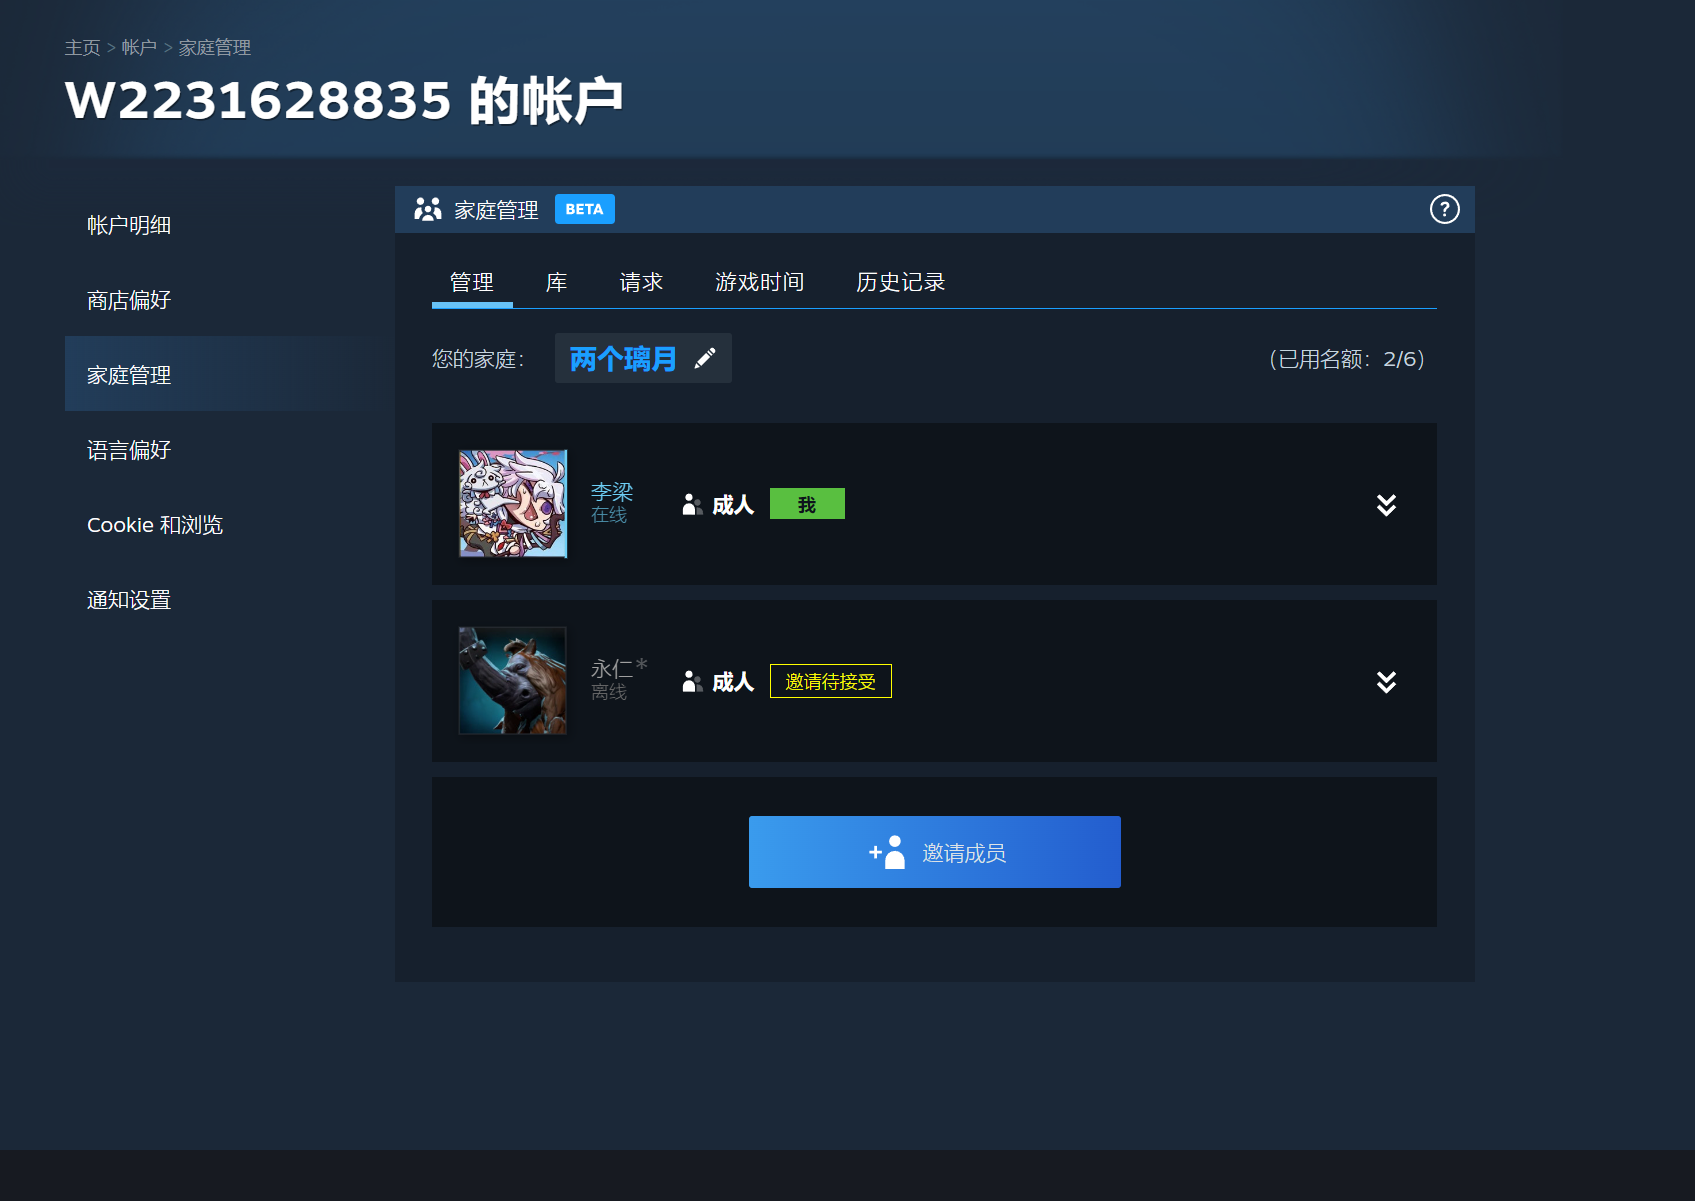 主页 > 帐户 > 家庭管理
W2231628835 的帐户
帐户明细
商店偏好
家庭管理
语言偏好
Cookie 和浏览
通知设置
家庭管理 BETA ?
管理 库 请求 游戏时间 历史记录
您的家庭： 两个璃月 （已用名额：2/6）
李梁
在线
成人 我
永仁*
离线
成人 邀请待接受
+ 邀请成员